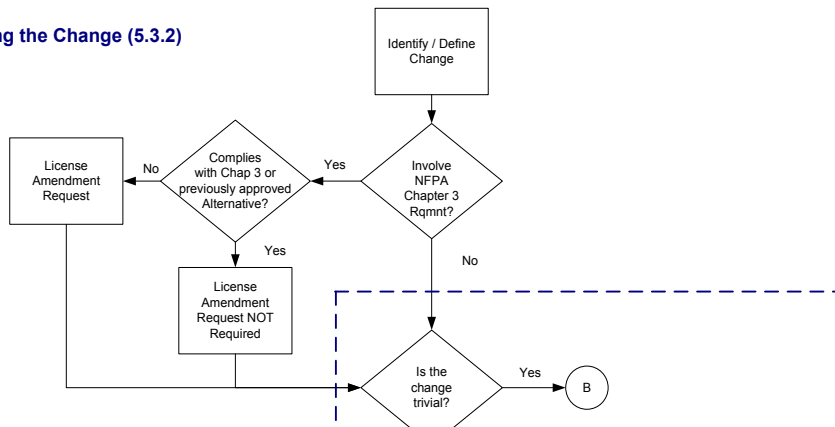 ng the Change (5.3.2)
Identify / Define
Change
Involve
NFPA
Chapter 3
Rqmnt?
Yes
Complies
with Chap 3 or
previously approved
Alternative?
No
License
Amendment
Request
Yes
License
Amendment
Request NOT
Required
No
Is the
change
trivial?
Yes
B